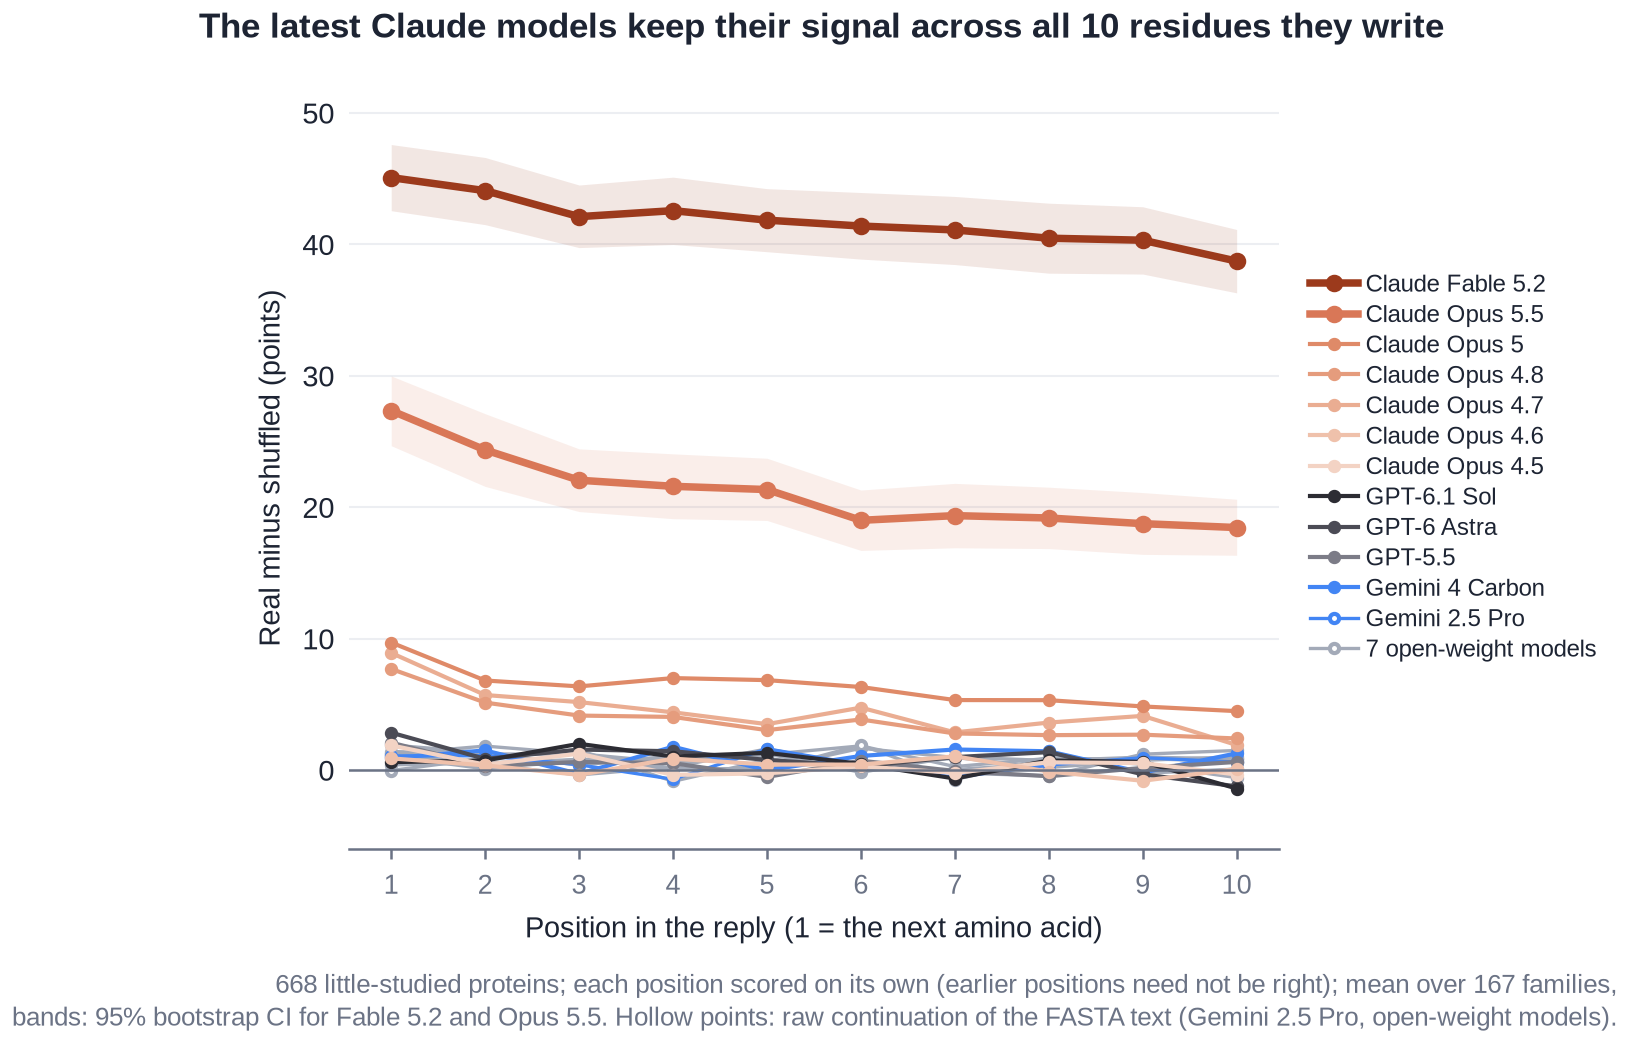 The latest Claude models keep their signal across all 10 residues they write
50
40
30
20
10
0
Real minus shuffled (points)
1 2 3 4 5 6 7 8 9 10
Position in the reply (1 = the next amino acid)
Claude Fable 5.2
Claude Opus 5.5
Claude Opus 5
Claude Opus 4.8
Claude Opus 4.7
Claude Opus 4.6
Claude Opus 4.5
GPT-6.1 Sol
GPT-6 Astra
GPT-5.5
Gemini 4 Carbon
Gemini 2.5 Pro
7 open-weight models
668 little-studied proteins; each position scored on its own (earlier positions need not be right); mean over 167 families,
bands: 95% bootstrap CI for Fable 5.2 and Opus 5.5. Hollow points: raw continuation of the FASTA text (Gemini 2.5 Pro, open-weight models).